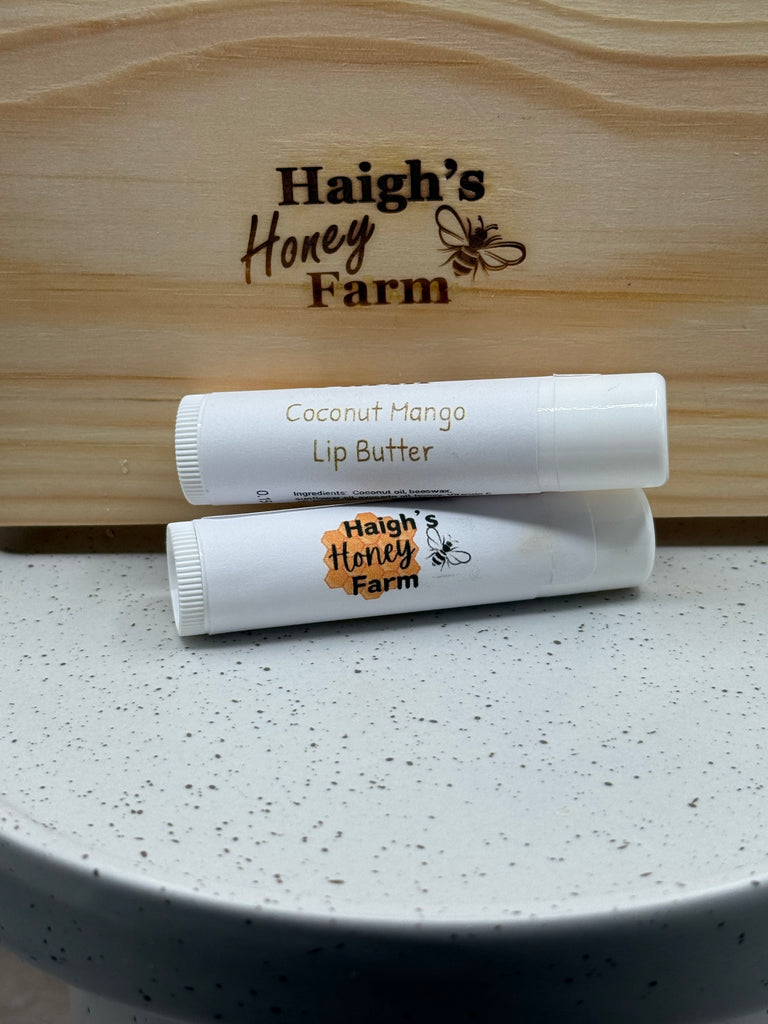 Haigh's
Honey
Farm
Coconut Mango
Lip Butter
Ingredients: Coconut oil, beeswax,
Haigh's
Honey
Farm